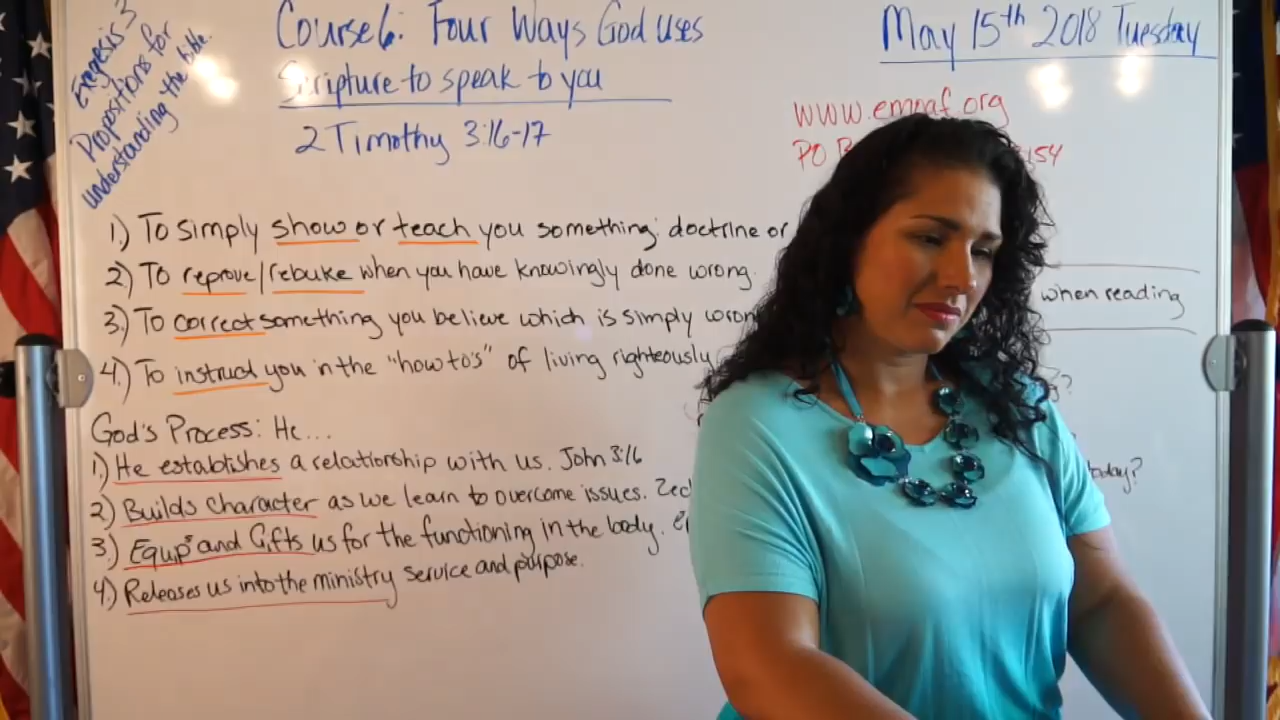 Exegesis 3
Propositions for
understanding the bible.
Course 6: Four Ways God uses
Scripture to speak to you
2 Timothy 3:16-17
May 15th 2018 Tuesday
www.empaf.org
PO
54
1.) To simply show or teach you something: doctrine or
2.) To reprove/rebuke when you have knowingly done wrong.
3.) To correct something you believe which is simply wron
4.) To instruct you in the "how to's" of living righteously
when reading
?
today?
God's Process: He...
1.) He establishes a relationship with us. John 3:16
2.) Builds Character as we learn to overcome issues. Zec
3.) Equips and Gifts us for the functioning in the body.
4.) Releases us into the ministry service and purpose.